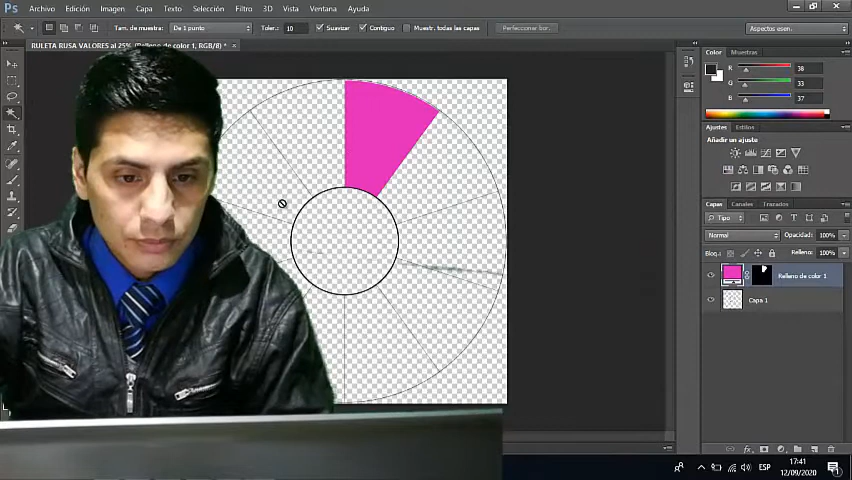 Ps Archivo Edición Imagen Capa Texto Selección Filtro 3D Vista Ventana Ayuda
Tam. de muestra: De 1 punto Toler.: 10 Suavizar Contiguo Muestr. todas las capas Perfeccionar bor. Aspectos esen.
RULETA RUSA VALORES al 25% (Relleno de color 1, RGB/8) * ×
Color Muestras
R 38
G 33
B 37
Ajustes Estilos
Añadir un ajuste
Capas Canales Trazados
Tipo
Normal Opacidad: 100%
Bloq.: Relleno: 100%
Relleno de color 1
Capa 1
ESP
17:41
12/09/2020